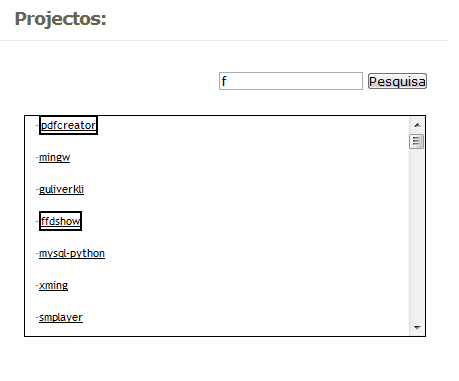 Projectos:
f Pesquisa
-pdfcreator
-mingw
-guliverkli
-ffdshow
-mysql-python
-xming
-smplayer